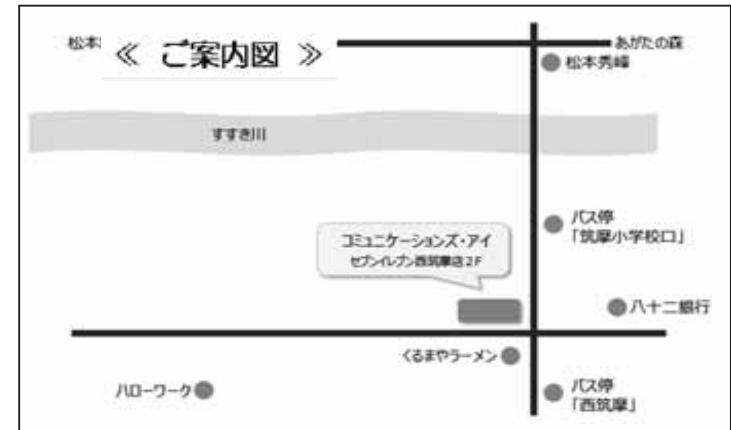 松本
≪ ご案内図 ≫
あがたの森
松本秀峰
すすき川
バス停
「筑摩小学校口」
コミュニケーションズ・アイ
セブンイレブン西筑摩店2F
八十二銀行
くるまやラーメン
ハローワーク
バス停
「西筑摩」